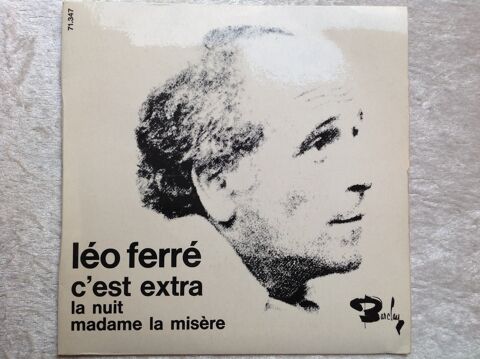 71.347
léo ferré
c'est extra
la nuit
madame la misère
Barclay